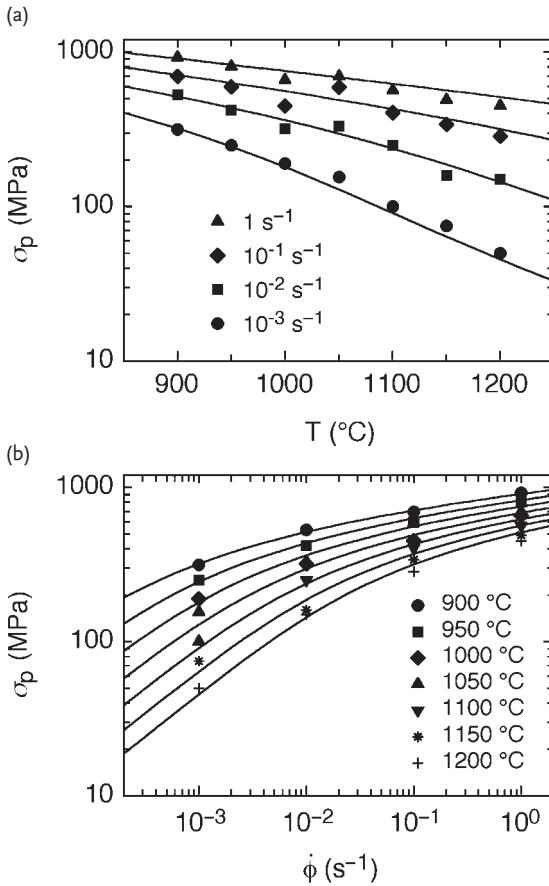 (a)
1000
100
10
σp (MPa)
1 s⁻¹
10⁻¹ s⁻¹
10⁻² s⁻¹
10⁻³ s⁻¹
900 1000 1100 1200
T (°C)
(b)
1000
100
10
σp (MPa)
900 °C
950 °C
1000 °C
1050 °C
1100 °C
1150 °C
1200 °C
10⁻³ 10⁻² 10⁻¹ 10⁰
ϕ̇ (s⁻¹)